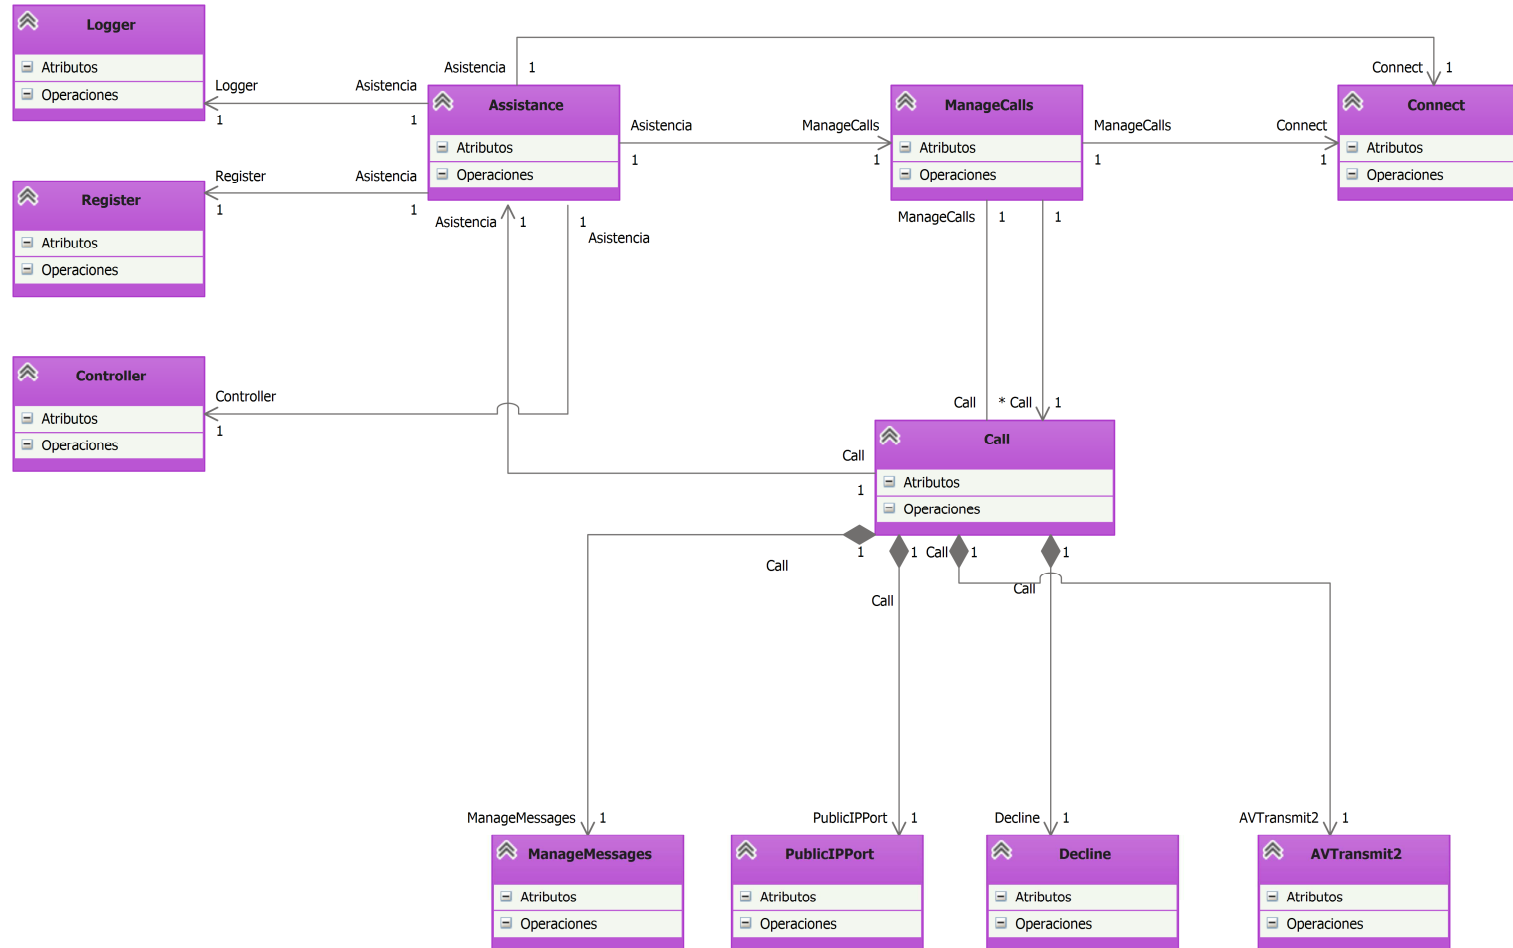 Logger
Atributos
Operaciones
Logger
1
Asistencia
1
Asistencia 1
Connect 1
Assistance
Atributos
Operaciones
Asistencia
1
ManageCalls
1
ManageCalls
Atributos
Operaciones
ManageCalls
1
Connect
1
Connect
Atributos
Operaciones
Register
Atributos
Operaciones
Register
1
Asistencia
1
Asistencia 1
1
Asistencia
ManageCalls 1
1
Controller
Atributos
Operaciones
Controller
1
Call
* Call 1
Call
1
Call
Atributos
Operaciones
1
Call
1
Call
Call 1
1
Call
ManageMessages 1
PublicIPPort 1
Decline 1
AVTransmit2 1
ManageMessages
Atributos
Operaciones
PublicIPPort
Atributos
Operaciones
Decline
Atributos
Operaciones
AVTransmit2
Atributos
Operaciones